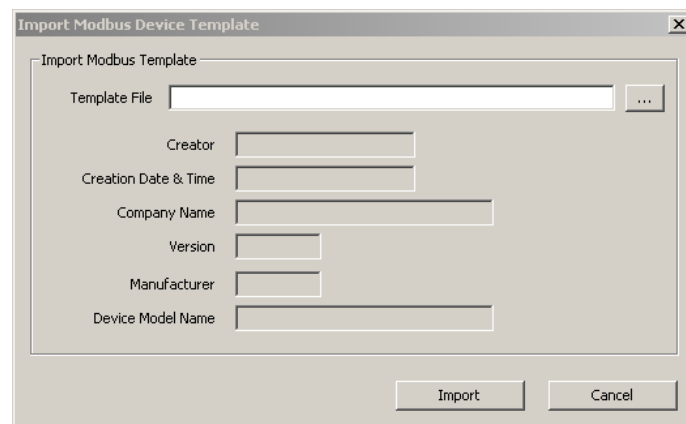 Import Modbus Device Template
Import Modbus Template
Template File
...
Creator
Creation Date & Time
Company Name
Version
Manufacturer
Device Model Name
Import Cancel